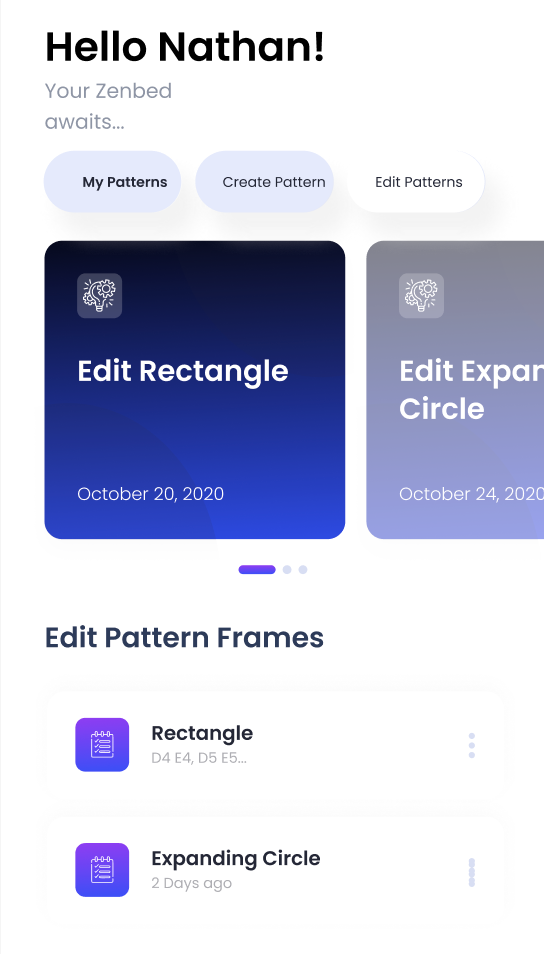 Hello Nathan!
Your Zenbed
awaits...
My Patterns
Create Pattern
Edit Patterns
Edit Rectangle
October 20, 2020
Edit Expan
Circle
October 24, 2020
Edit Pattern Frames
Rectangle
D4 E4, D5 E5...
Expanding Circle
2 Days ago